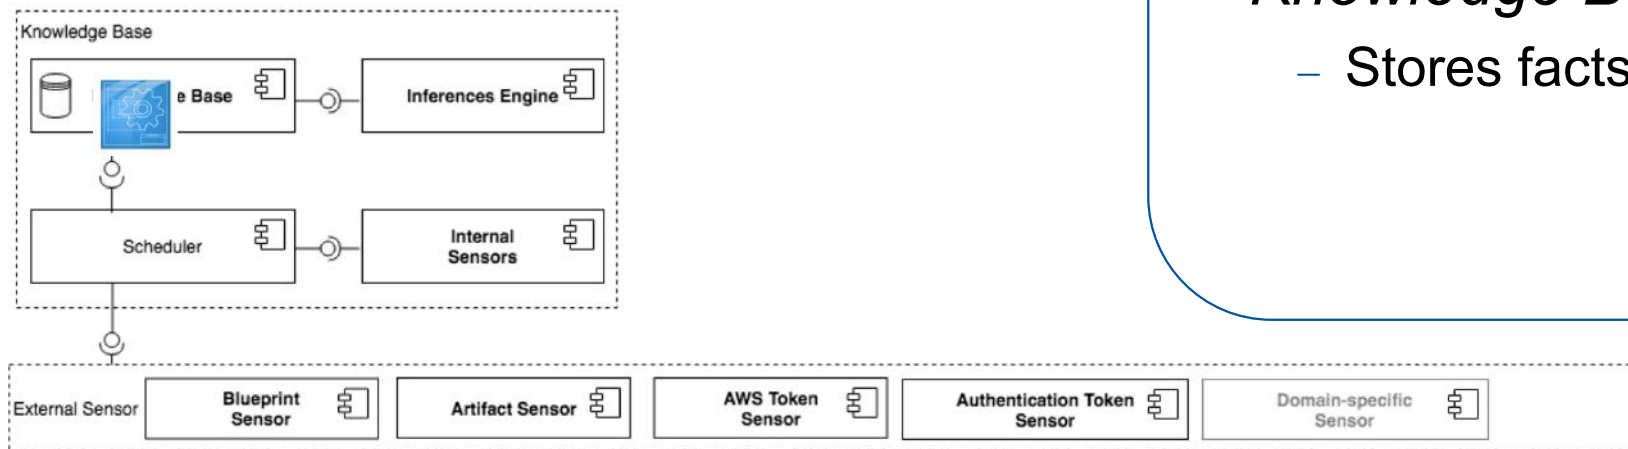 Knowledge B
– Stores facts
Knowledge Base
e Base
Inferences Engine
Scheduler
Internal
Sensors
External Sensor
Blueprint
Sensor
Artifact Sensor
AWS Token
Sensor
Authentication Token
Sensor
Domain-specific
Sensor